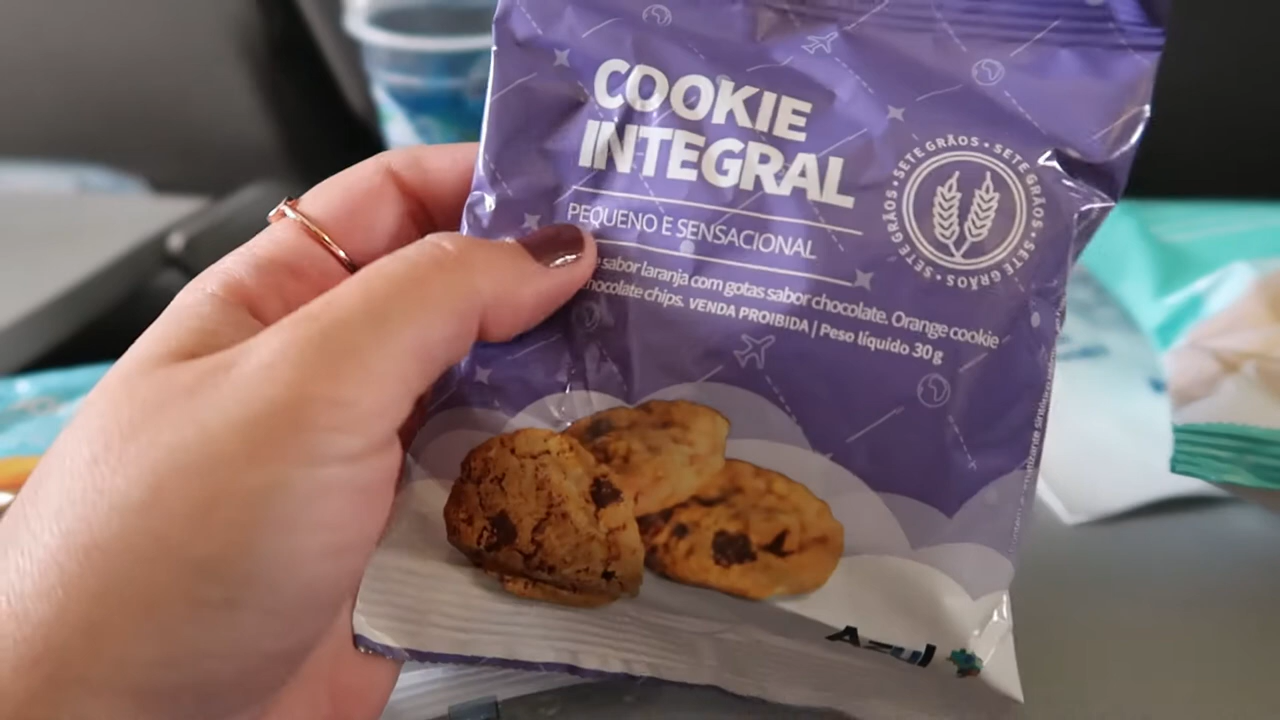 COOKIE
INTEGRAL
PEQUENO E SENSACIONAL
sabor laranja com gotas sabor chocolate. Orange cookie
chocolate chips. VENDA PROIBIDA | Peso líquido 30g
• SETE GRÃOS • SETE GRÃOS • SETE GRÃOS • SETE GRÃOS